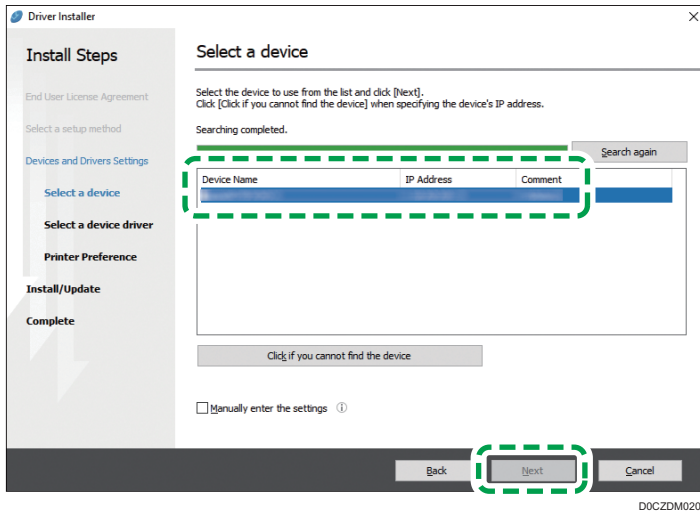 Driver Installer
Install Steps
End User License Agreement
Select a setup method
Devices and Drivers Settings
Select a device
Select a device driver
Printer Preference
Install/Update
Complete
Select a device
Select the device to use from the list and click [Next].
Click [Click if you cannot find the device] when specifying the device's IP address.
Searching completed.
Search again
Device Name IP Address Comment
Click if you cannot find the device
Manually enter the settings
Back Next Cancel
D0CZDM020